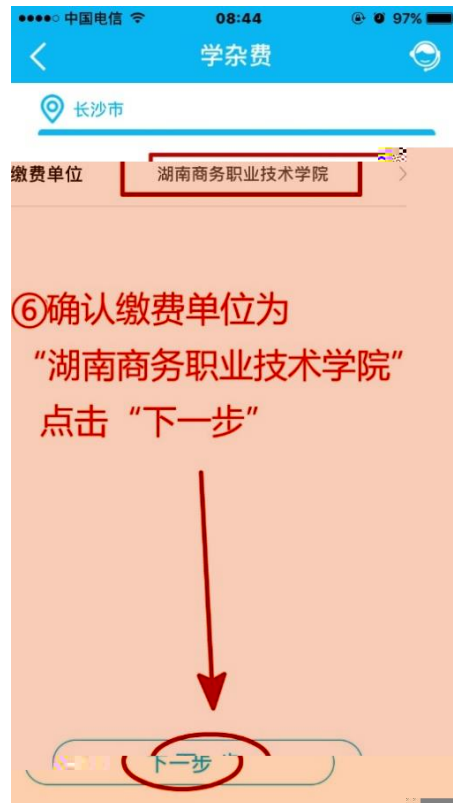 中国电信 08:44 97%
学杂费
长沙市
缴费单位 湖南商务职业技术学院
⑥确认缴费单位为
“湖南商务职业技术学院”
点击“下一步”
下一步